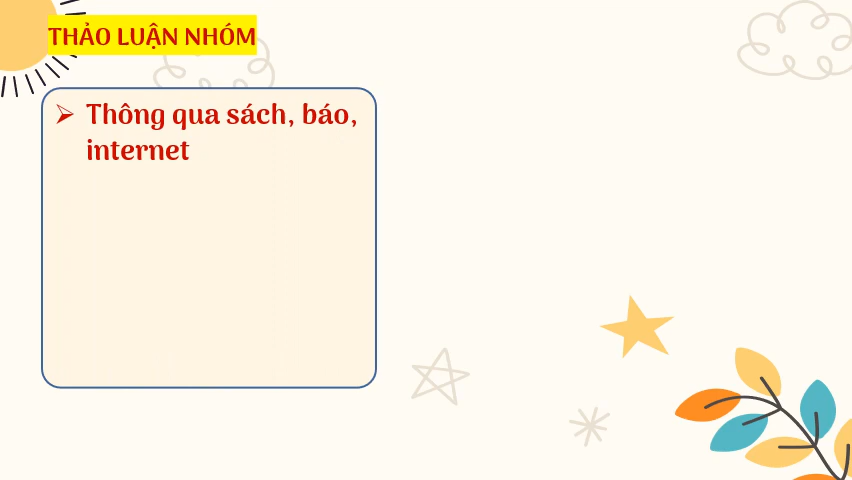 THẢO LUẬN NHÓM
➢ Thông qua sách, báo,
internet